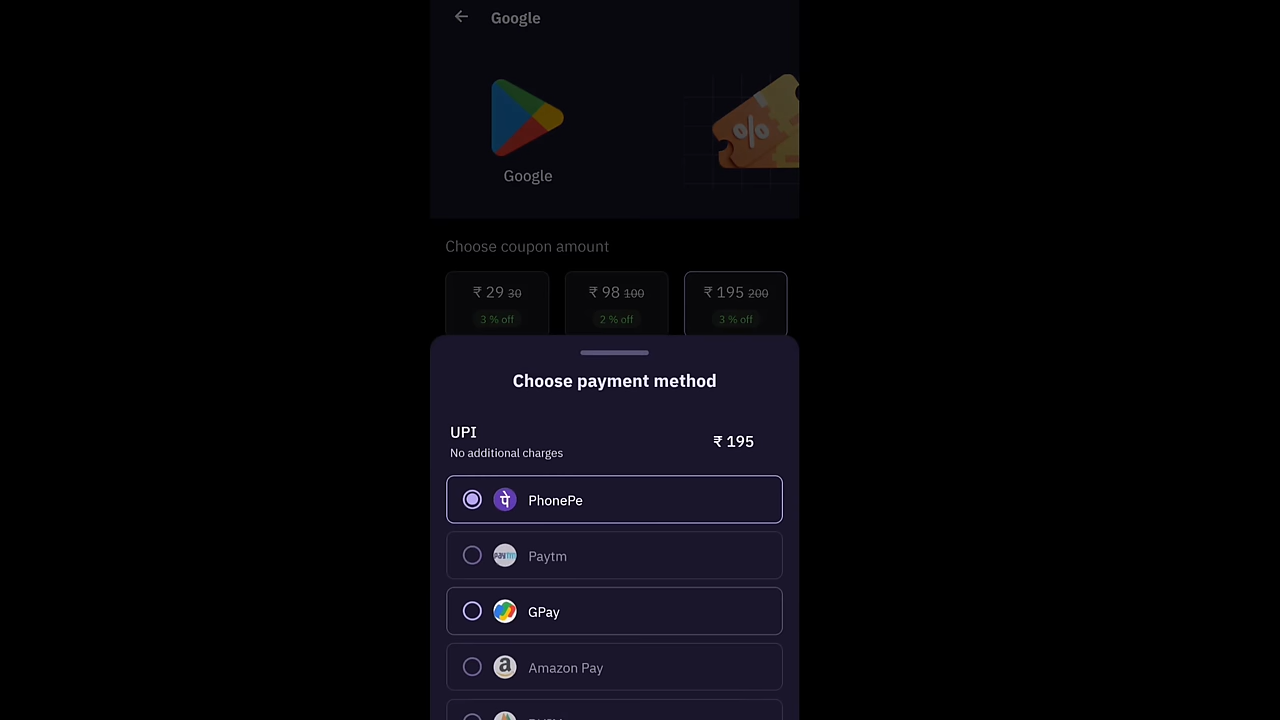 Google
Google
Choose coupon amount
₹ 29 30
₹ 98 100
₹ 195 200
3 % off
2 % off
3 % off
Choose payment method
UPI
₹ 195
No additional charges
PhonePe
Paytm
GPay
Amazon Pay